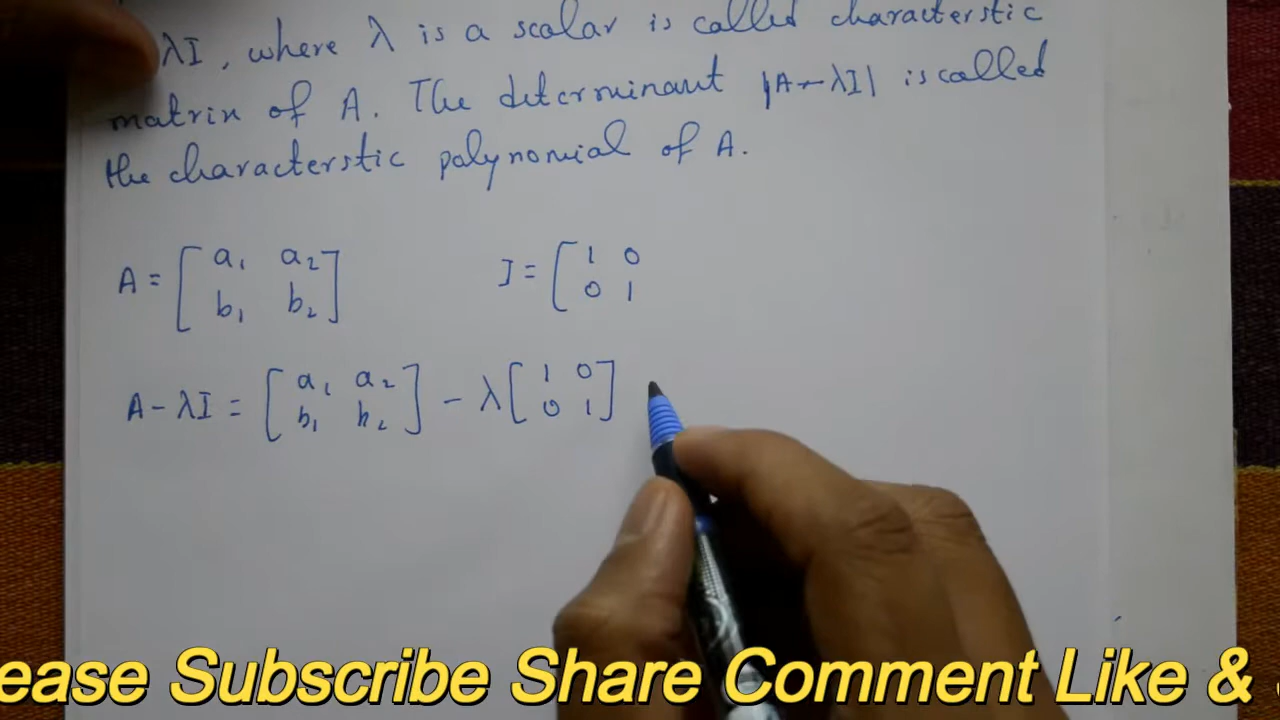 λI, where λ is a scalar is called characterstic
matrix of A. The determinant |A-λI| is called
the characterstic polynomial of A.
A = [ a₁ a₂
b₁ b₂ ]
I = [ 1 0
0 1
A - λI = [ a₁ a₂
b₁ b₂ ] - λ [ 1 0
0 1 ]
ease Subscribe Share Comment Like &